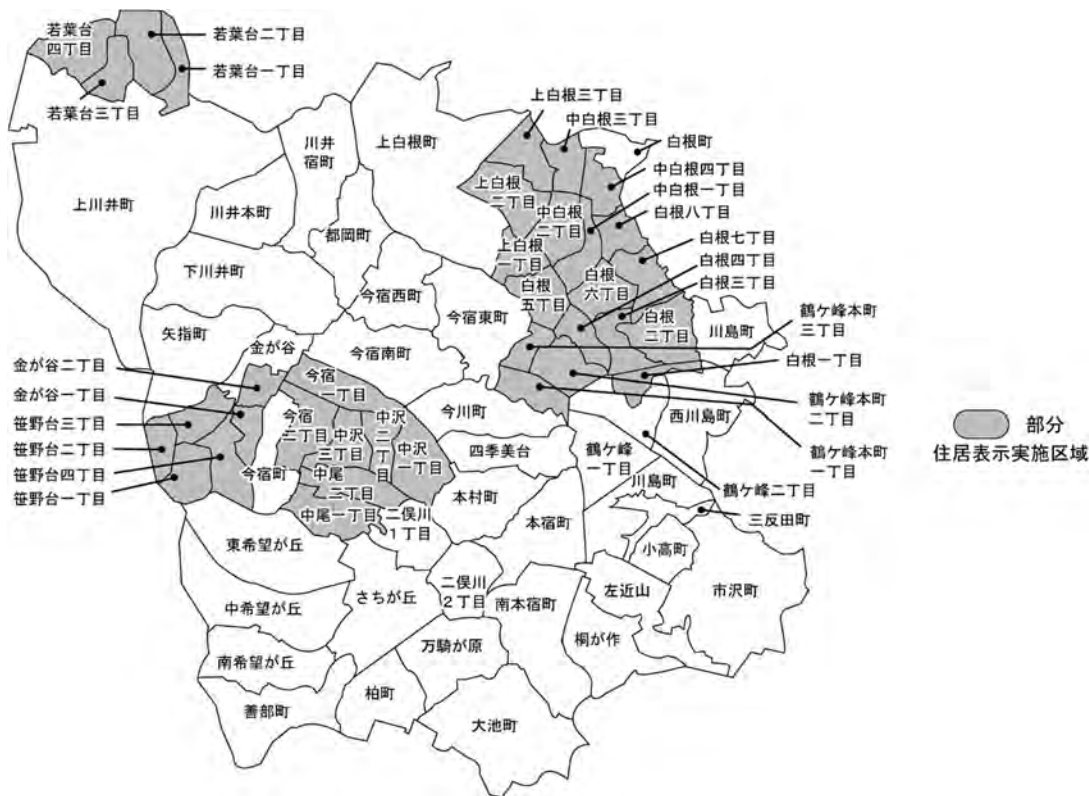 若葉台
四丁目
若葉台二丁目
若葉台一丁目
若葉台三丁目
上白根三丁目
中白根三丁目
白根町
川井
宿町
上白根町
中白根四丁目
中白根一丁目
白根八丁目
上川井町
川井本町
都岡町
上白根
二丁目
中白根
二丁目
上白根
一丁目
白根七丁目
白根四丁目
白根三丁目
下川井町
今宿西町
今宿東町
白根
五丁目
白根
六丁目
白根
二丁目
川島町
鶴ケ峰本町
三丁目
矢指町
金が谷
今宿南町
白根一丁目
金が谷二丁目
金が谷一丁目
笹野台三丁目
笹野台二丁目
笹野台四丁目
笹野台一丁目
今宿
一丁目
今宿
二丁目
中沢
三丁目
中沢
二丁目
中沢
一丁目
今川町
四季美台
鶴ケ峰
一丁目
西川島町
鶴ケ峰本町
二丁目
鶴ケ峰本町
一丁目
部分
住居表示実施区域
今宿町
中尾
二丁目
中尾一丁目
二俣川
1丁目
本村町
本宿町
川島町
鶴ケ峰二丁目
三反田町
東希望が丘
さちが丘
二俣川
2丁目
南本宿町
小高町
左近山
市沢町
中希望が丘
万騎が原
桐が作
南希望が丘
善部町
柏町
大池町